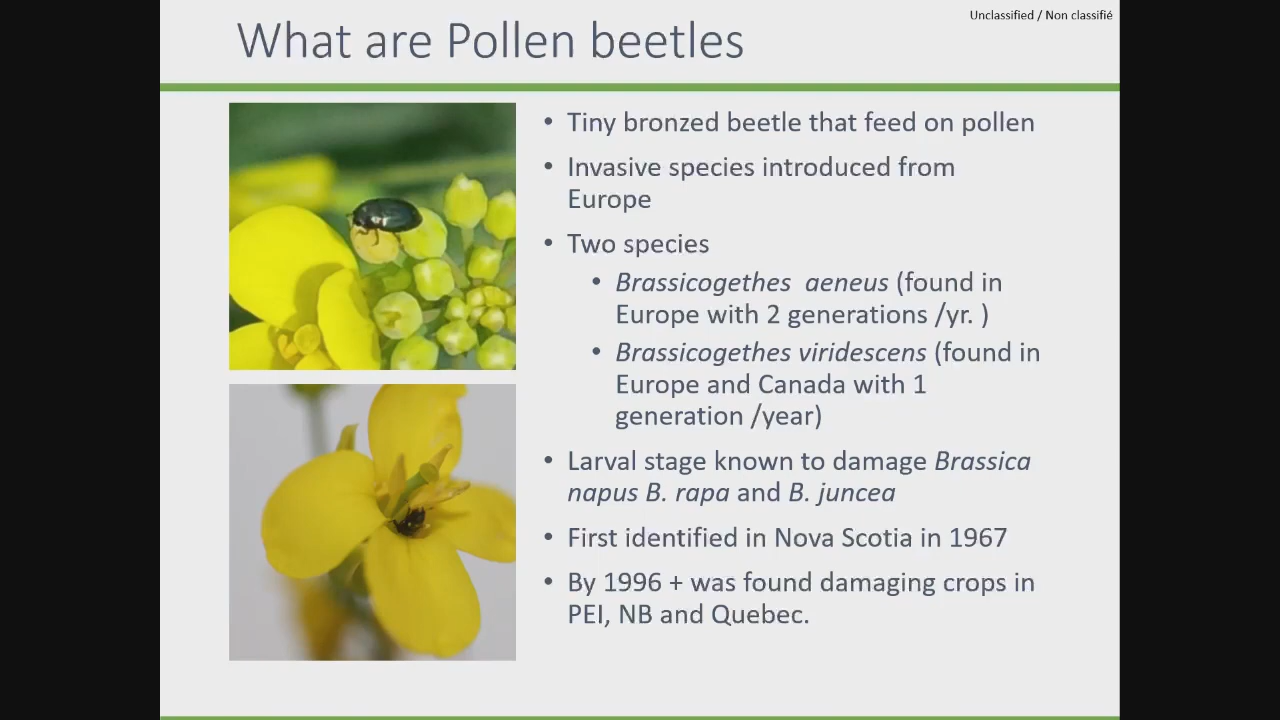 Unclassified / Non classifié
What are Pollen beetles
• Tiny bronzed beetle that feed on pollen
• Invasive species introduced from
Europe
• Two species
• Brassicogethes aeneus (found in
Europe with 2 generations /yr. )
• Brassicogethes viridescens (found in
Europe and Canada with 1
generation /year)
• Larval stage known to damage Brassica
napus B. rapa and B. juncea
• First identified in Nova Scotia in 1967
• By 1996 + was found damaging crops in
PEI, NB and Quebec.